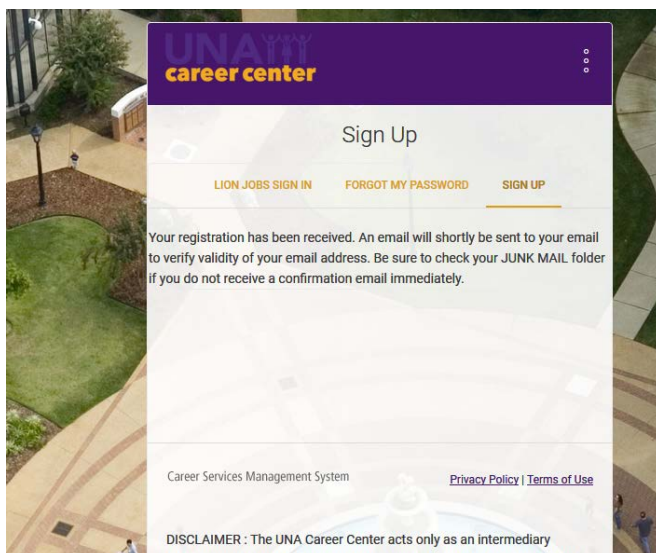 UNA
career center
Sign Up
LION JOBS SIGN IN FORGOT MY PASSWORD SIGN UP
Your registration has been received. An email will shortly be sent to your email
to verify validity of your email address. Be sure to check your JUNK MAIL folder
if you do not receive a confirmation email immediately.
Career Services Management System Privacy Policy | Terms of Use
DISCLAIMER : The UNA Career Center acts only as an intermediary